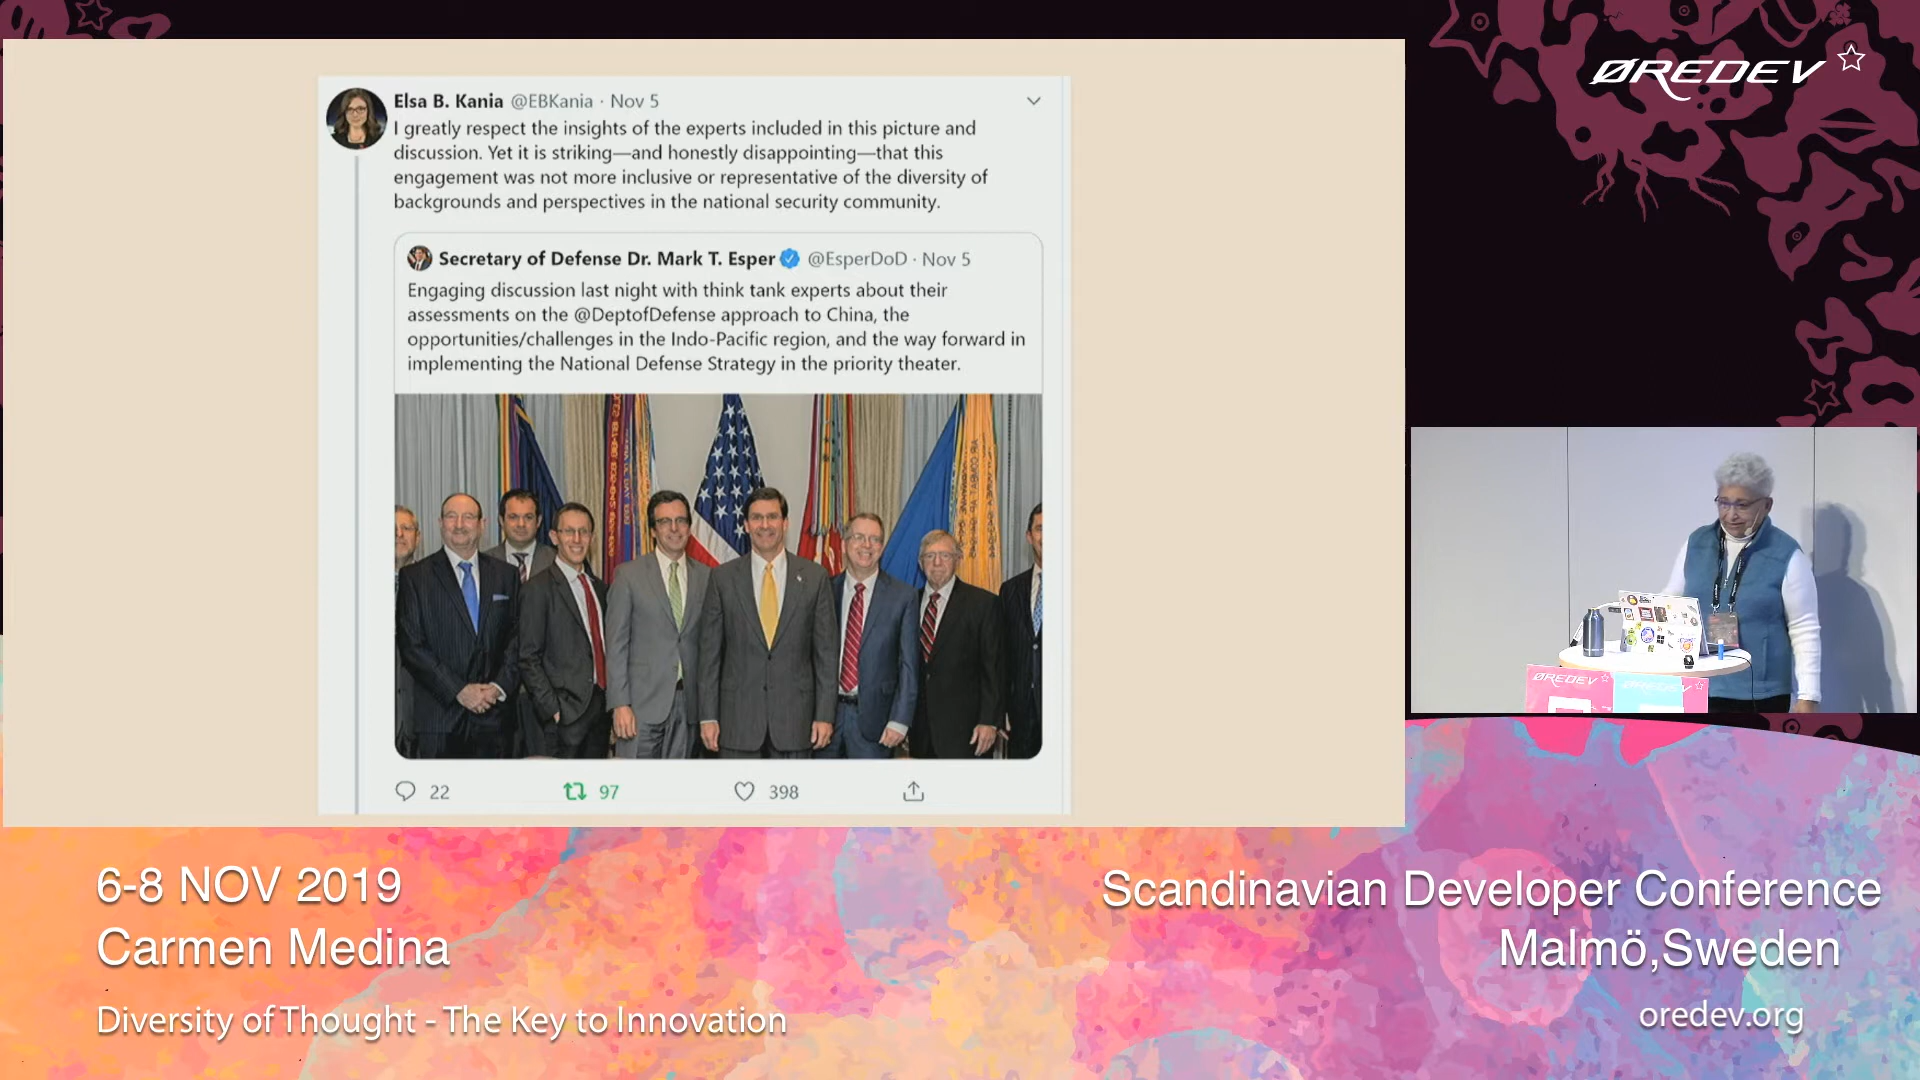 ØREDEV
Elsa B. Kania @EBKania · Nov 5
I greatly respect the insights of the experts included in this picture and
discussion. Yet it is striking—and honestly disappointing—that this
engagement was not more inclusive or representative of the diversity of
backgrounds and perspectives in the national security community.
Secretary of Defense Dr. Mark T. Esper @EsperDoD · Nov 5
Engaging discussion last night with think tank experts about their
assessments on the @DeptofDefense approach to China, the
opportunities/challenges in the Indo-Pacific region, and the way forward in
implementing the National Defense Strategy in the priority theater.
22 97 398
ØREDEV ØREDEV
6-8 NOV 2019
Carmen Medina
Diversity of Thought - The Key to Innovation
Scandinavian Developer Conference
Malmö,Sweden
oredev.org